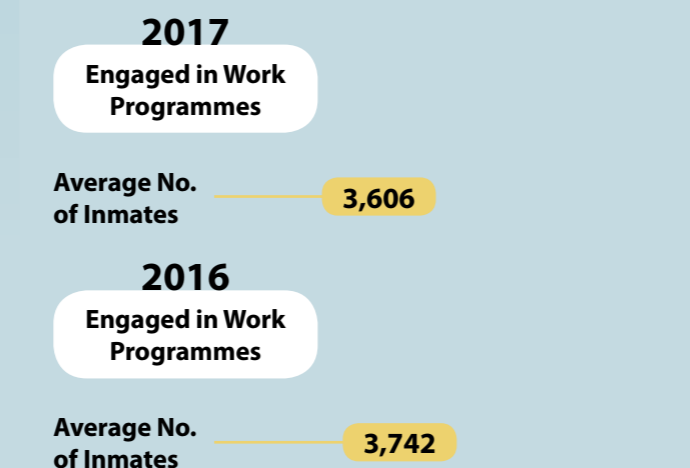 2017
Engaged in Work
Programmes
Average No.
of Inmates
3,606
2016
Engaged in Work
Programmes
Average No.
of Inmates
3,742